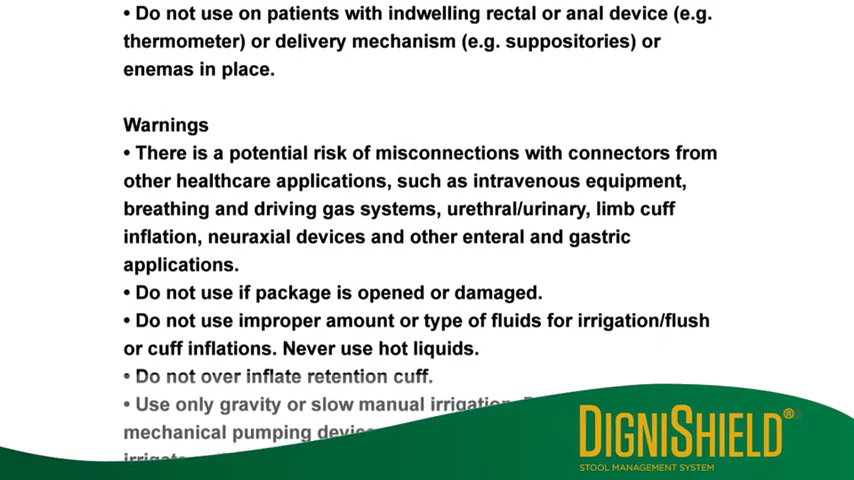 • Do not use on patients with indwelling rectal or anal device (e.g.
thermometer) or delivery mechanism (e.g. suppositories) or
enemas in place.
Warnings
• There is a potential risk of misconnections with connectors from
other healthcare applications, such as intravenous equipment,
breathing and driving gas systems, urethral/urinary, limb cuff
inflation, neuraxial devices and other enteral and gastric
applications.
• Do not use if package is opened or damaged.
• Do not use improper amount or type of fluids for irrigation/flush
or cuff inflations. Never use hot liquids.
• Do not over inflate retention cuff.
• Use only gravity or slow manual irrigation.
mechanical pumping
DIGNISHIELD®
STOOL MANAGEMENT SYSTEM